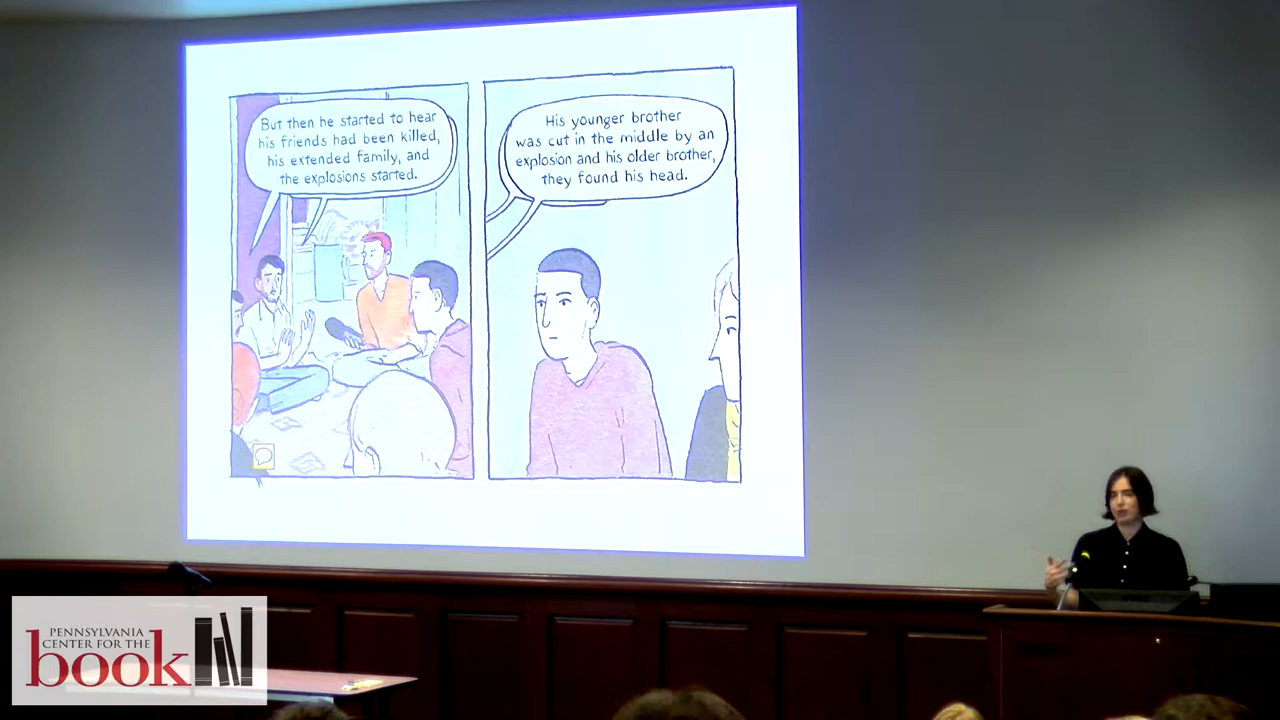 But then he started to hear
his friends had been killed,
his extended family, and
the explosions started.
His younger brother
was cut in the middle by an
explosion and his older brother,
they found his head.
PENNSYLVANIA
CENTER FOR THE
book